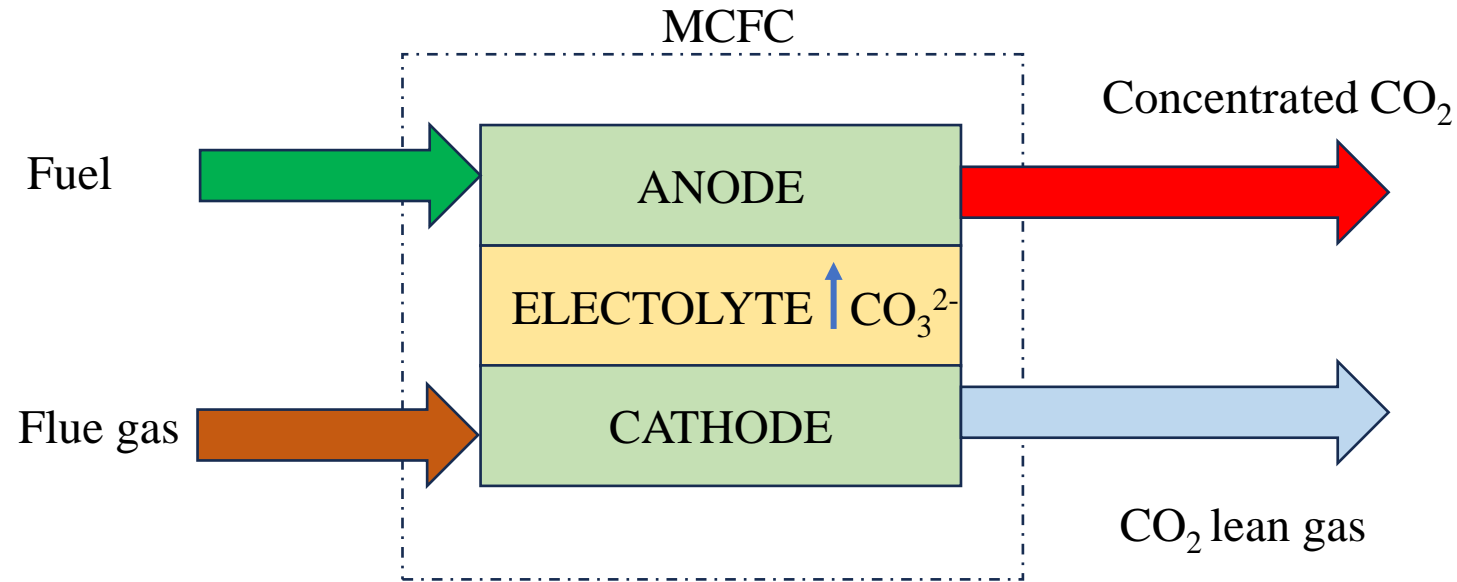 MCFC
Concentrated CO₂
Fuel
ANODE
ELECTOLYTE CO₃²⁻
Flue gas
CATHODE
CO₂ lean gas